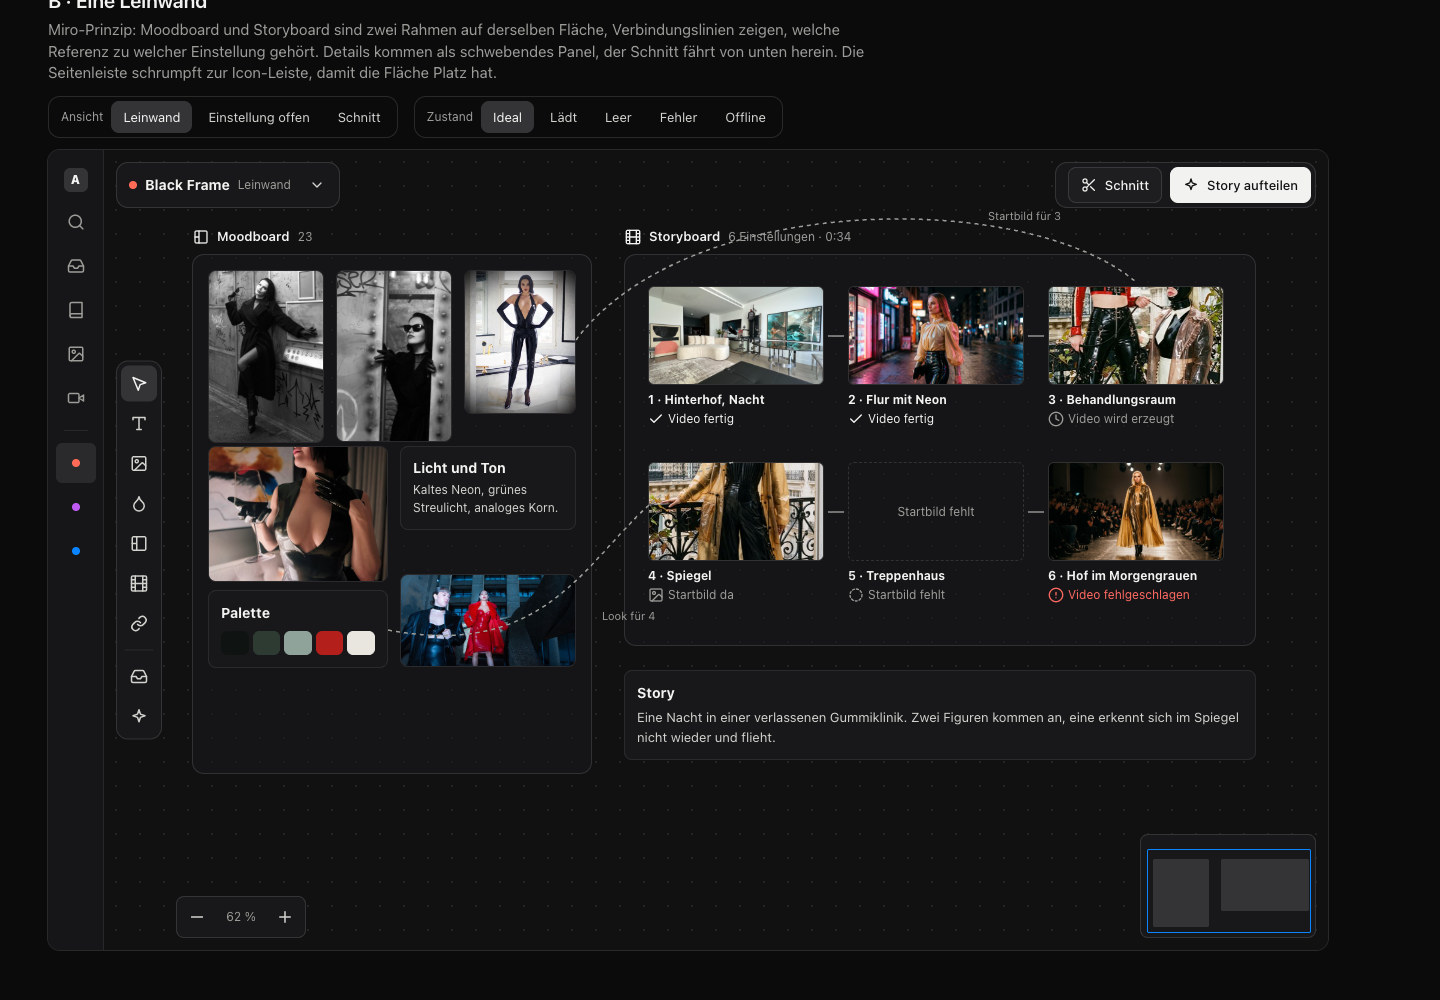 B · Eine Leinwand
Miro-Prinzip: Moodboard und Storyboard sind zwei Rahmen auf derselben Fläche, Verbindungslinien zeigen, welche
Referenz zu welcher Einstellung gehört. Details kommen als schwebendes Panel, der Schnitt fährt von unten herein. Die
Seitenleiste schrumpft zur Icon-Leiste, damit die Fläche Platz hat.
Ansicht Leinwand Einstellung offen Schnitt
Zustand Ideal Lädt Leer Fehler Offline
A
Black Frame Leinwand
Schnitt
Story aufteilen
Startbild für 3
Moodboard 23
Licht und Ton
Kaltes Neon, grünes
Streulicht, analoges Korn.
Palette
Look für 4
Storyboard 6 Einstellungen · 0:34
1 · Hinterhof, Nacht
Video fertig
2 · Flur mit Neon
Video fertig
3 · Behandlungsraum
Video wird erzeugt
4 · Spiegel
Startbild da
Startbild fehlt
5 · Treppenhaus
Startbild fehlt
6 · Hof im Morgengrauen
Video fehlgeschlagen
Story
Eine Nacht in einer verlassenen Gummiklinik. Zwei Figuren kommen an, eine erkennt sich im Spiegel
nicht wieder und flieht.
62 %